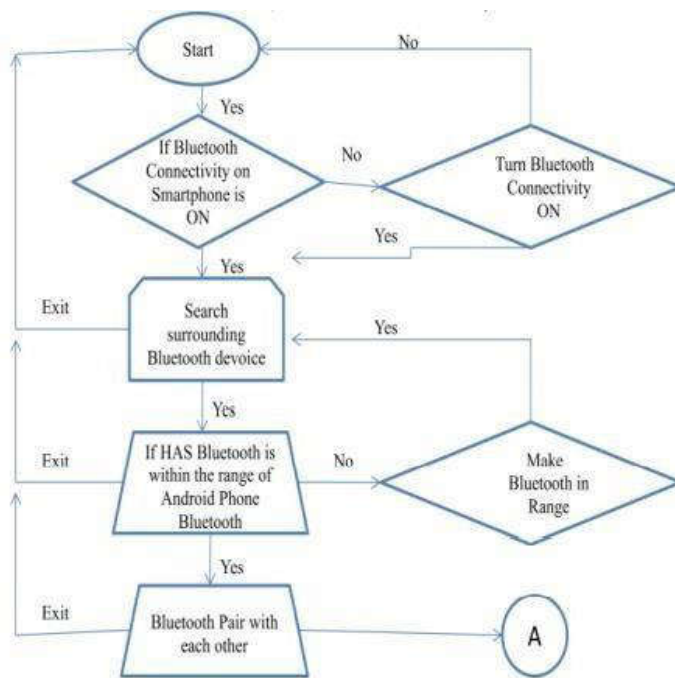 Start
No
Yes
If Bluetooth
Connectivity on
Smartphone is
ON
No
Turn Bluetooth
Connectivity
ON
Yes
Yes
Exit
Search
surrounding
Bluetooth devoice
Yes
Yes
Exit
If HAS Bluetooth is
within the range of
Android Phone
Bluetooth
No
Make
Bluetooth in
Range
Yes
Exit
Bluetooth Pair with
each other
A